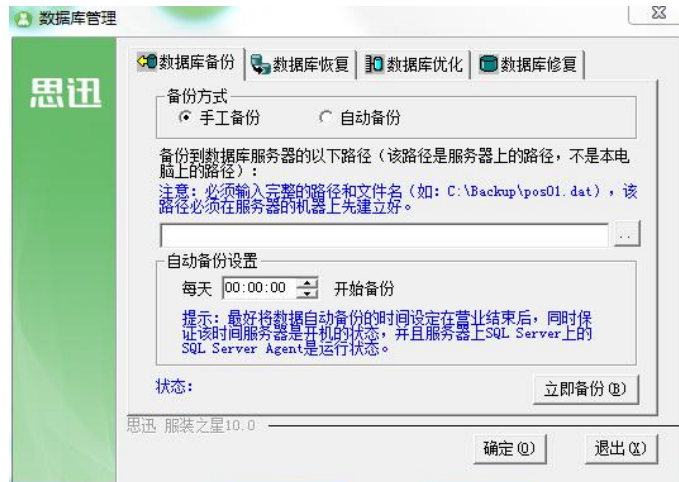 数据库管理
思迅
数据库备份 数据库恢复 数据库优化 数据库修复
备份方式
手工备份 自动备份
备份到数据库服务器的以下路径（该路径是服务器上的路径，不是本电
脑上的路径）:
注意：必须输入完整的路径和文件名（如：C:\Backup\pos01.dat），该
路径必须在服务器的机器上先建立好。
..
自动备份设置
每天 00:00:00 开始备份
提示：最好将数据自动备份的时间设定在营业结束后，同时保
证该时间服务器是开机的状态，并且服务器上SQL Server上的
SQL Server Agent是运行状态。
状态：
立即备份(B)
思迅 服装之星10.0
确定(O) 退出(X)